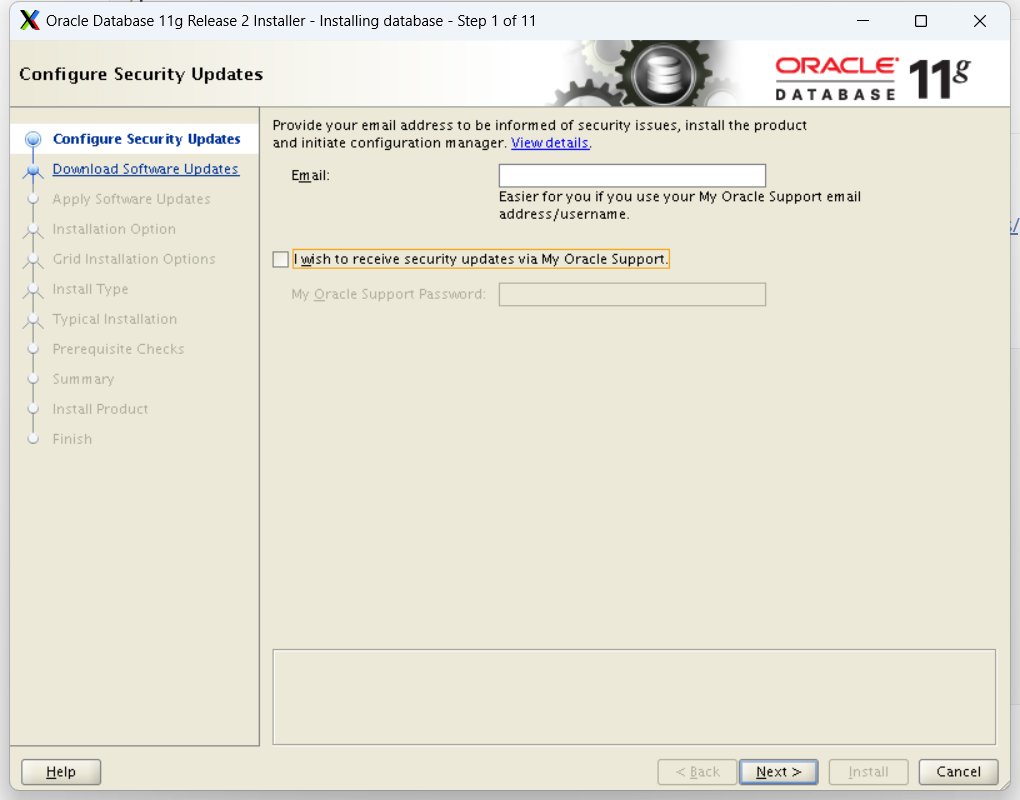 Oracle Database 11g Release 2 Installer - Installing database - Step 1 of 11
Configure Security Updates
ORACLE
DATABASE
11g
Configure Security Updates
Download Software Updates
Apply Software Updates
Installation Option
Grid Installation Options
Install Type
Typical Installation
Prerequisite Checks
Summary
Install Product
Finish
Provide your email address to be informed of security issues, install the product
and initiate configuration manager. View details.
Email:
Easier for you if you use your My Oracle Support email
address/username.
I wish to receive security updates via My Oracle Support.
My Oracle Support Password:
Help
< Back
Next >
Install
Cancel